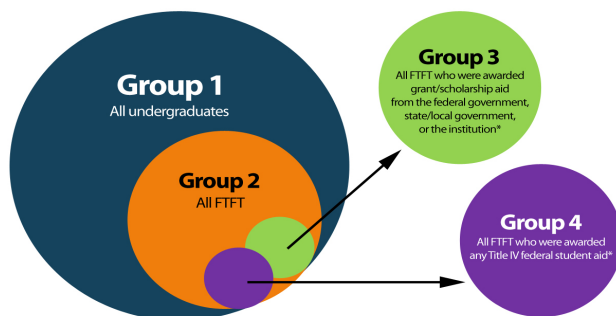 Group 1
All undergraduates
Group 2
All FTFT
Group 3
All FTFT who were awarded
grant/scholarship aid
from the federal government,
state/local government,
or the institution*
Group 4
All FTFT who were awarded
any Title IV federal student aid*